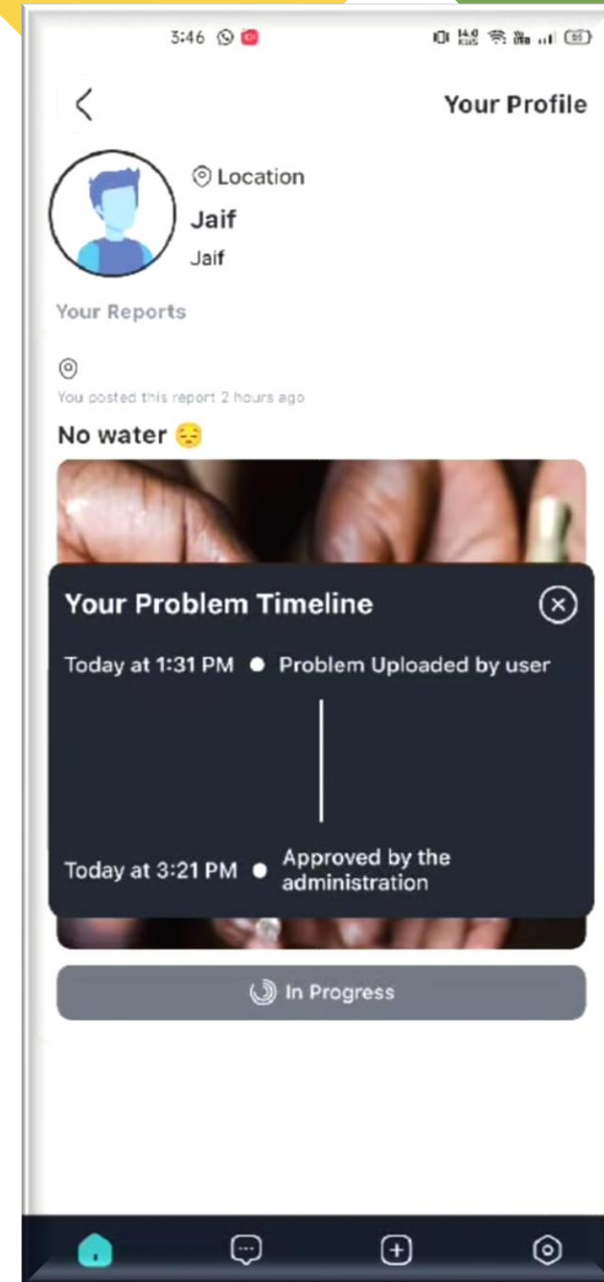 3:46
Your Profile
Location
Jaif
Jaif
Your Reports
You posted this report 2 hours ago
No water 😔
Your Problem Timeline
Today at 1:31 PM Problem Uploaded by user
Today at 3:21 PM Approved by the
administration
In Progress